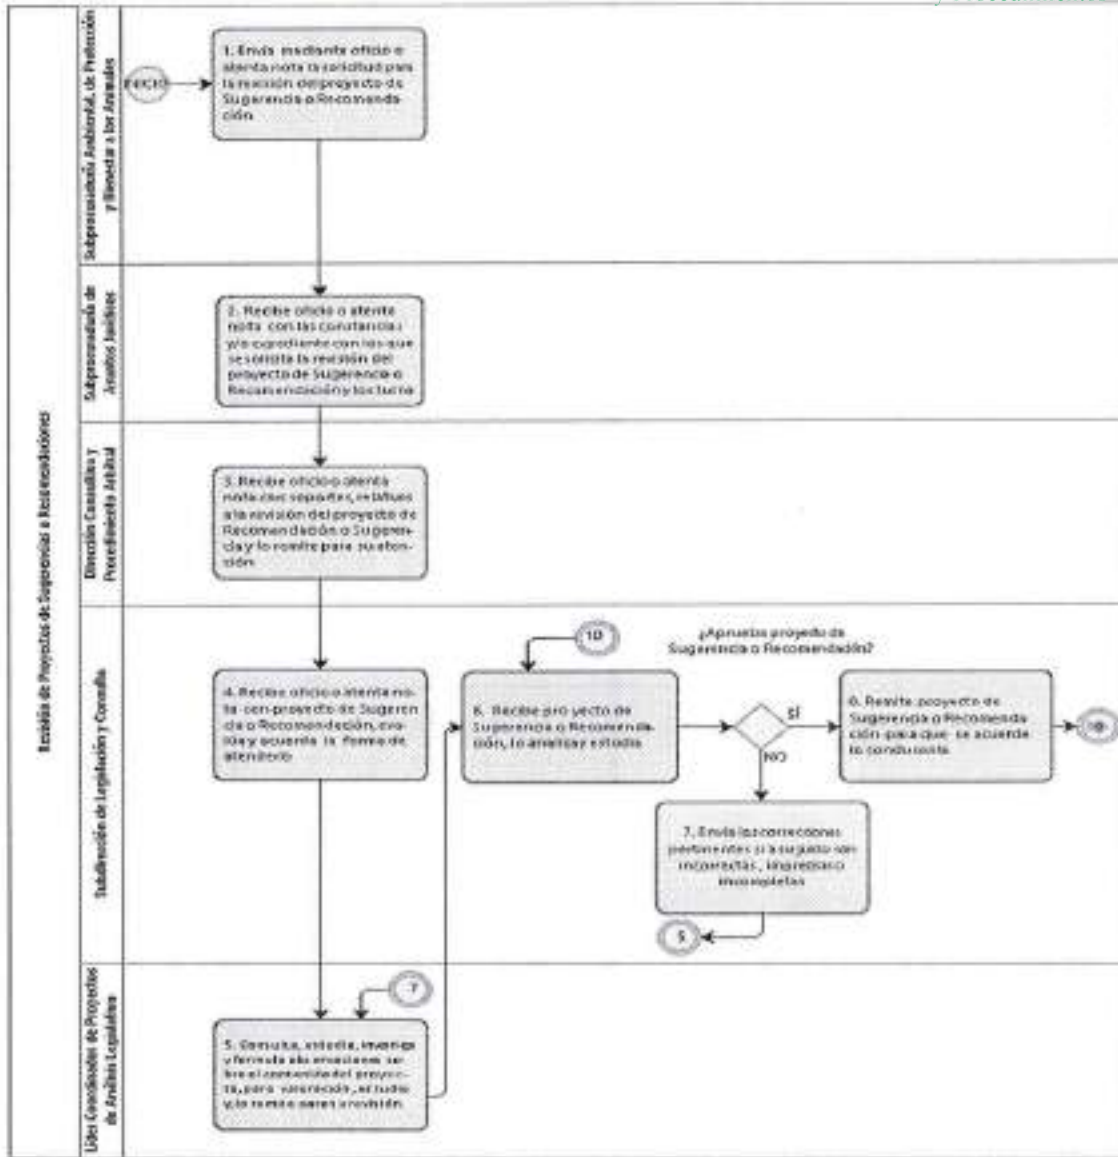 y Procedimientos
Revisión de Proyectos de Sugerencias o Recomendaciones
Subprocuraduría Ambiental, de Protección
y Bienestar a los Animales
INICIO
1. Envía mediante oficio o
atenta nota la solicitud para
la revisión del proyecto de
Sugerencia o Recomenda
ción
Subprocuraduría de
Asuntos Jurídicos
2. Recibe oficio o atenta
nota con las constancias
y/o expediente con los que
se solicita la revisión del
proyecto de Sugerencia o
Recomendación y los turna
Dirección Consultiva y
Procedimiento Arbitral
3. Recibe oficio o atenta
nota con soportes, relativos
a la revisión del proyecto de
Recomendación o Sugeren-
cia y lo remite para su aten-
ción
Subdirección de Legislación y Consulta
4. Recibe oficio o atenta no-
ta con proyecto de Sugeren
cia o Recomendación, eva
lúa y acuerda la forma de
atenderlo
10
6. Recibe proyecto de
Sugerencia o Recomenda-
ción, lo analiza y estudia
¿Aprueba proyecto de
Sugerencia o Recomendación?
SÍ
NO
Remite proyecto de
Sugerencia o Recomenda
ción para que se acuerde
lo conducente
7. Envía las correcciones
pertinentes si a su juicio son
incorrectas, imprecisas o
incompletas
5
Líder Coordinador de Proyectos
de Análisis Legislativo
7
5. Consulta, estudia, investiga
y formula observaciones so
bre el contenido del proyec-
to, para valoración, estudio
y lo remite para revisión